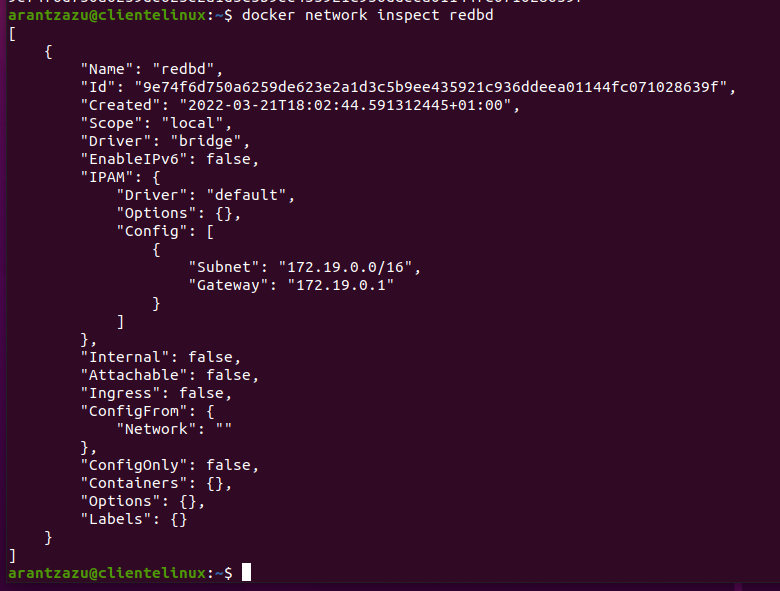 arantzazu@clientelinux:~$ docker network inspect redbd
[
    {
        "Name": "redbd",
        "Id": "9e74f6d750a6259de623e2a1d3c5b9ee435921c936ddeea01144fc071028639f",
        "Created": "2022-03-21T18:02:44.591312445+01:00",
        "Scope": "local",
        "Driver": "bridge",
        "EnableIPv6": false,
        "IPAM": {
            "Driver": "default",
            "Options": {},
            "Config": [
                {
                    "Subnet": "172.19.0.0/16",
                    "Gateway": "172.19.0.1"
                }
            ]
        },
        "Internal": false,
        "Attachable": false,
        "Ingress": false,
        "ConfigFrom": {
            "Network": ""
        },
        "ConfigOnly": false,
        "Containers": {},
        "Options": {},
        "Labels": {}
    }
]
arantzazu@clientelinux:~$